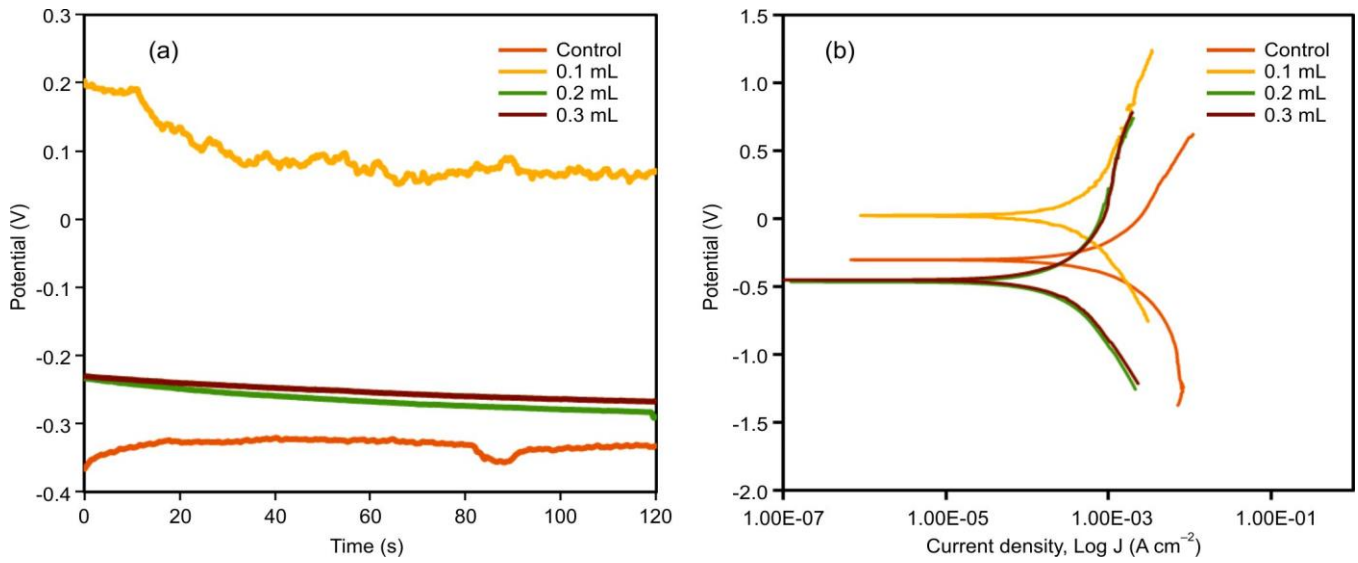 (a)
Control
0.1 mL
0.2 mL
0.3 mL
0.3
0.2
0.1
0
-0.1
-0.2
-0.3
-0.4
Potential (V)
0 20 40 60 80 100 120
Time (s)
(b)
Control
0.1 mL
0.2 mL
0.3 mL
1.5
1.0
0.5
0
-0.5
-1.0
-1.5
-2.0
Potential (V)
1.00E-07 1.00E-05 1.00E-03 1.00E-01
Current density, Log J (A cm⁻²)